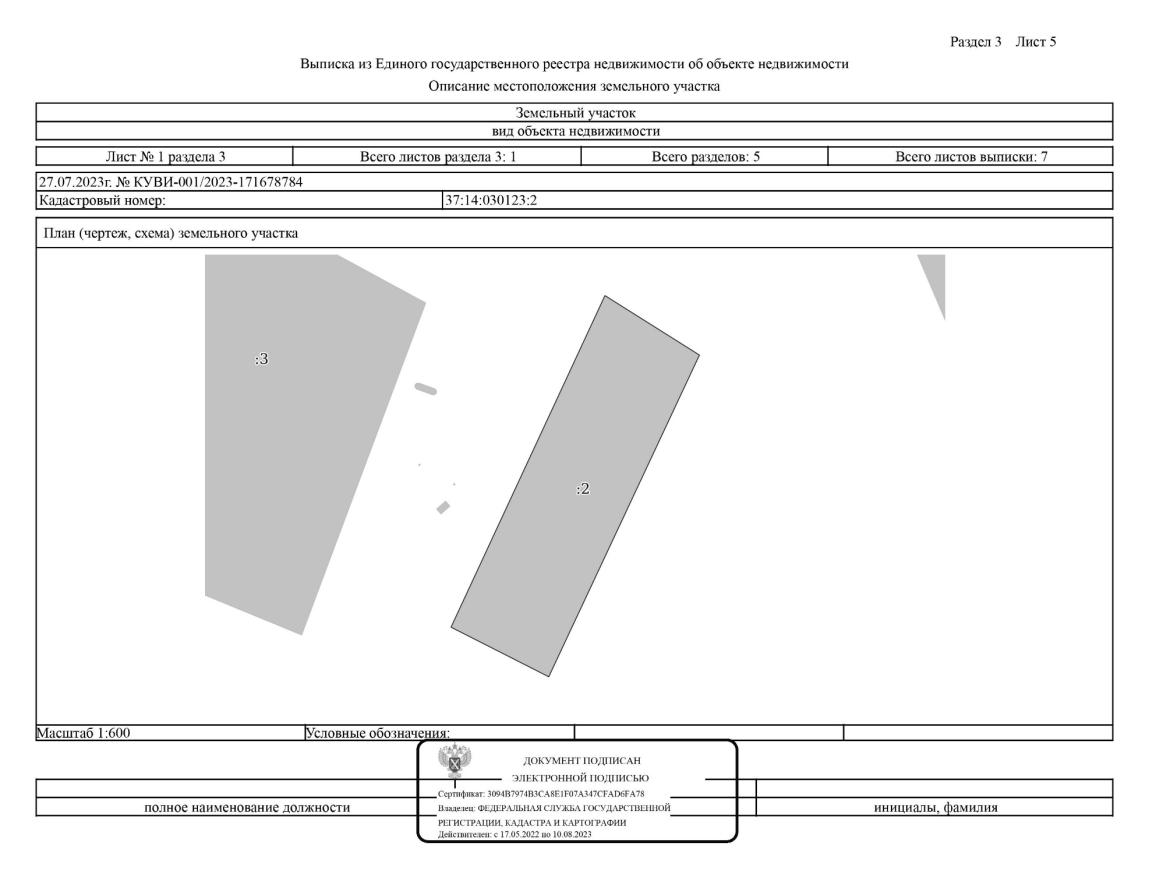 Раздел 3 Лист 5
Выписка из Единого государственного реестра недвижимости об объекте недвижимости
Описание местоположения земельного участка
Земельный участок
вид объекта недвижимости
Лист № 1 раздела 3 Всего листов раздела 3: 1 Всего разделов: 5 Всего листов выписки: 7
27.07.2023г. № КУВИ-001/2023-171678784
Кадастровый номер: 37:14:030123:2
План (чертеж, схема) земельного участка
:3
:2
Масштаб 1:600 Условные обозначения:
ДОКУМЕНТ ПОДПИСАН
ЭЛЕКТРОННОЙ ПОДПИСЬЮ
Сертификат: 3094B7974B3CA8E1F07A347CFAD6FA78
Владелец: ФЕДЕРАЛЬНАЯ СЛУЖБА ГОСУДАРСТВЕННОЙ
РЕГИСТРАЦИИ, КАДАСТРА И КАРТОГРАФИИ
Действителен: с 17.05.2022 по 10.08.2023
полное наименование должности инициалы, фамилия